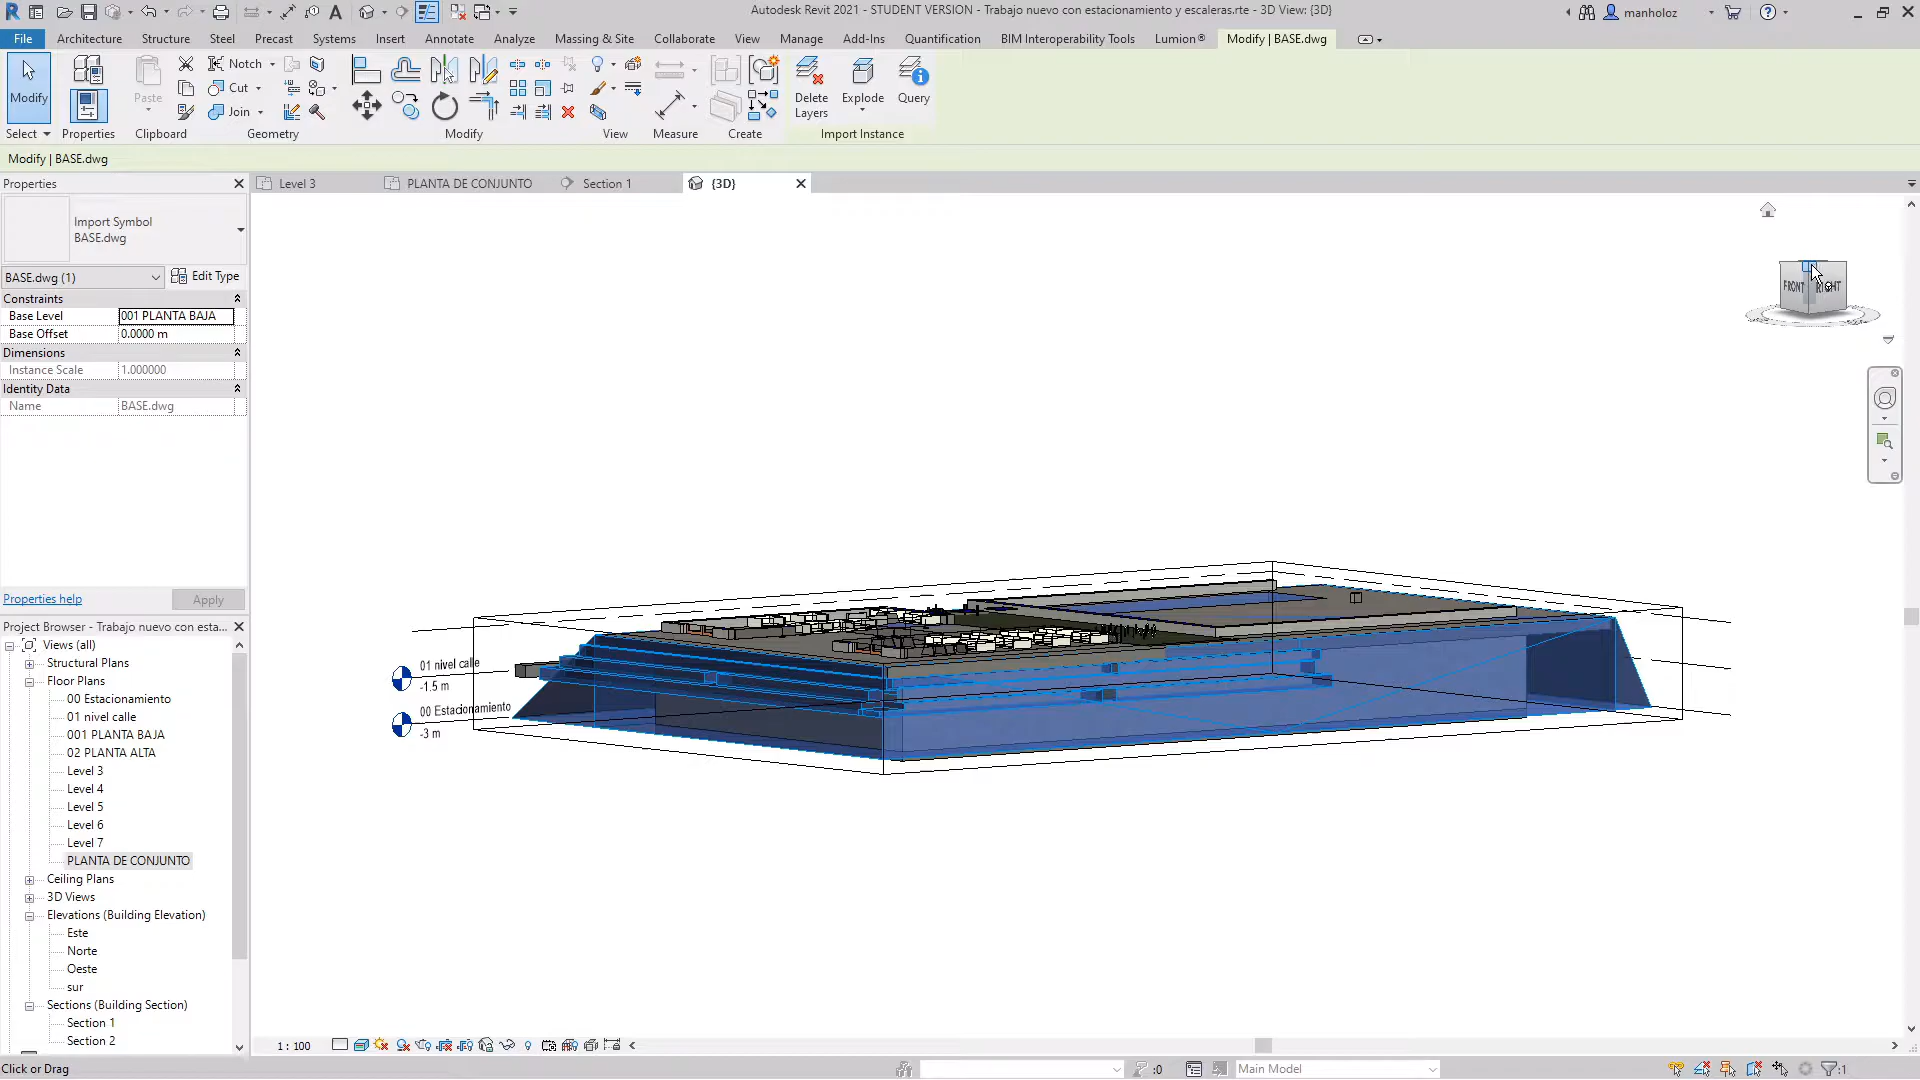 Autodesk Revit 2021 - STUDENT VERSION - Trabajo nuevo con estacionamiento y escaleras.rte - 3D View: {3D}
manholoz
File Architecture Structure Steel Precast Systems Insert Annotate Analyze Massing & Site Collaborate View Manage Add-Ins Quantification BIM Interoperability Tools Lumion® Modify | BASE.dwg
Modify Paste Notch Cut Join Delete Layers Explode Query
Select Properties Clipboard Geometry Modify View Measure Create Import Instance
Modify | BASE.dwg
Properties
Level 3 PLANTA DE CONJUNTO Section 1 {3D}
Import Symbol
BASE.dwg
BASE.dwg (1) Edit Type
Constraints
Base Level 001 PLANTA BAJA
Base Offset 0.0000 m
Dimensions
Instance Scale 1.000000
Identity Data
Name BASE.dwg
Properties help Apply
FRONT RIGHT
01 nivel calle
-1.5 m
00 Estacionamiento
-3 m
Project Browser - Trabajo nuevo con esta...
Views (all)
Structural Plans
Floor Plans
00 Estacionamiento
01 nivel calle
001 PLANTA BAJA
02 PLANTA ALTA
Level 3
Level 4
Level 5
Level 6
Level 7
PLANTA DE CONJUNTO
Ceiling Plans
3D Views
Elevations (Building Elevation)
Este
Norte
Oeste
sur
Sections (Building Section)
Section 1
Section 2
1 : 100
Click or Drag
:0
Main Model
:1